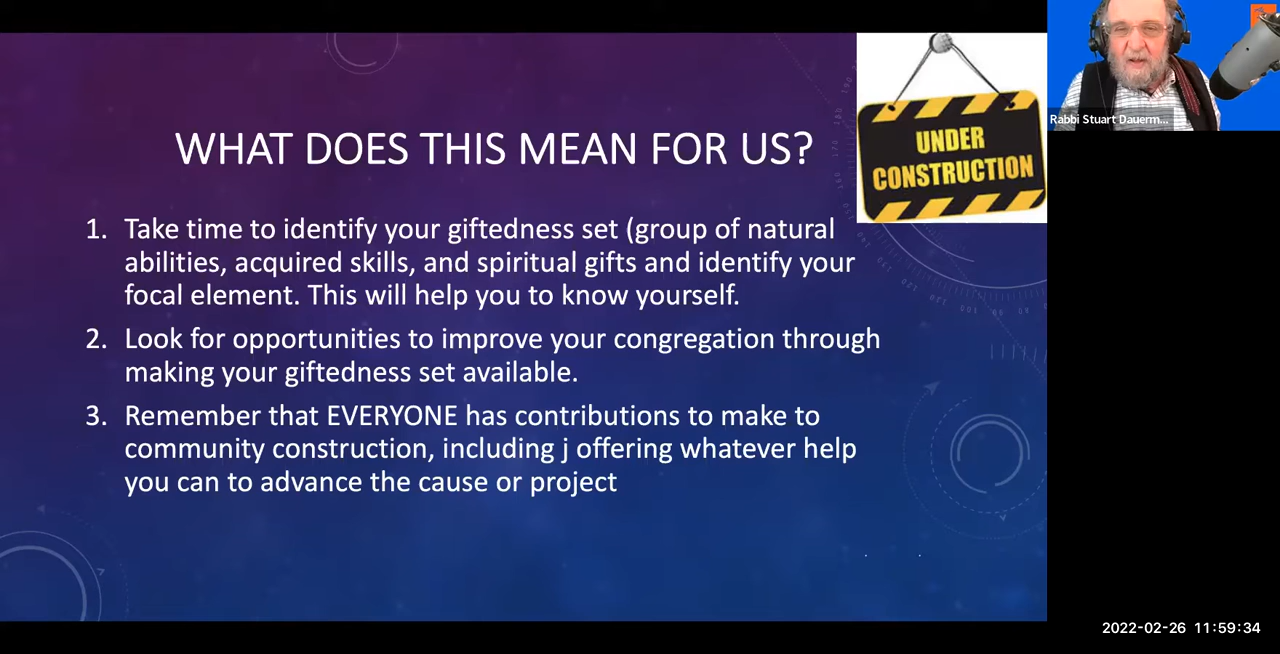 WHAT DOES THIS MEAN FOR US?
UNDER
CONSTRUCTION
1. Take time to identify your giftedness set (group of natural
abilities, acquired skills, and spiritual gifts and identify your
focal element. This will help you to know yourself.
2. Look for opportunities to improve your congregation through
making your giftedness set available.
3. Remember that EVERYONE has contributions to make to
community construction, including j offering whatever help
you can to advance the cause or project
Rabbi Stuart Dauerm...
2022-02-26 11:59:34